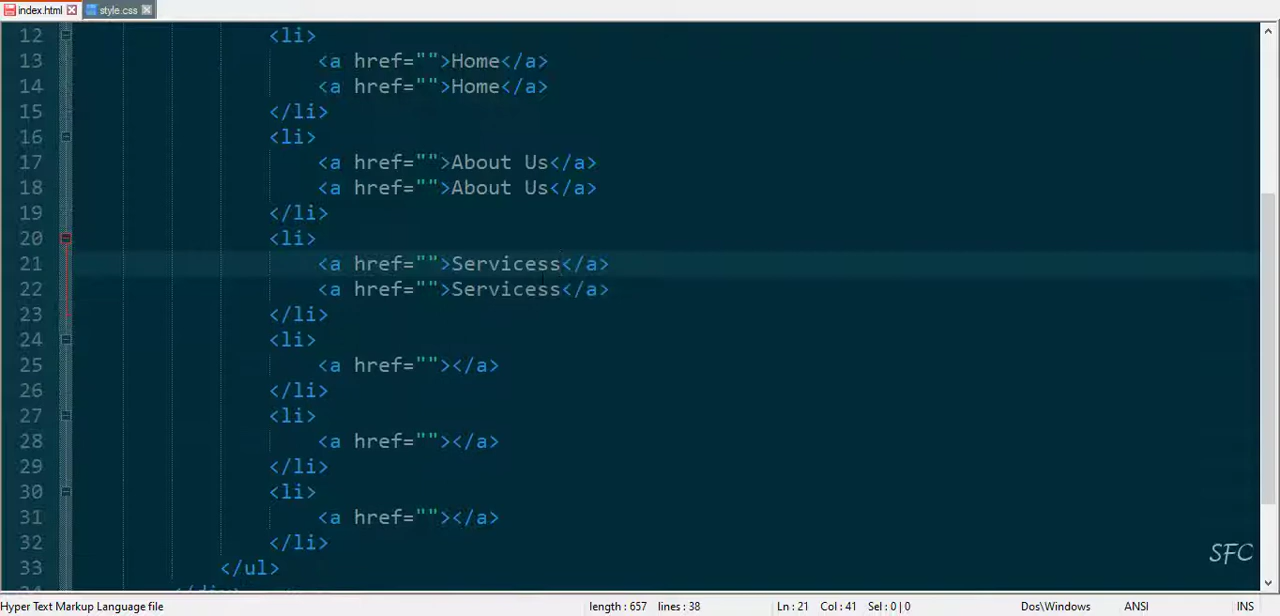 index.html style.css
12 <li>
13 <a href="">Home</a>
14 <a href="">Home</a>
15 </li>
16 <li>
17 <a href="">About Us</a>
18 <a href="">About Us</a>
19 </li>
20 <li>
21 <a href="">Servicess</a>
22 <a href="">Servicess</a>
23 </li>
24 <li>
25 <a href=""></a>
26 </li>
27 <li>
28 <a href=""></a>
29 </li>
30 <li>
31 <a href=""></a>
32 </li>
33 </ul>
SFC
Hyper Text Markup Language file length : 657 lines : 38 Ln : 21 Col : 41 Sel : 0 | 0 Dos\Windows ANSI INS